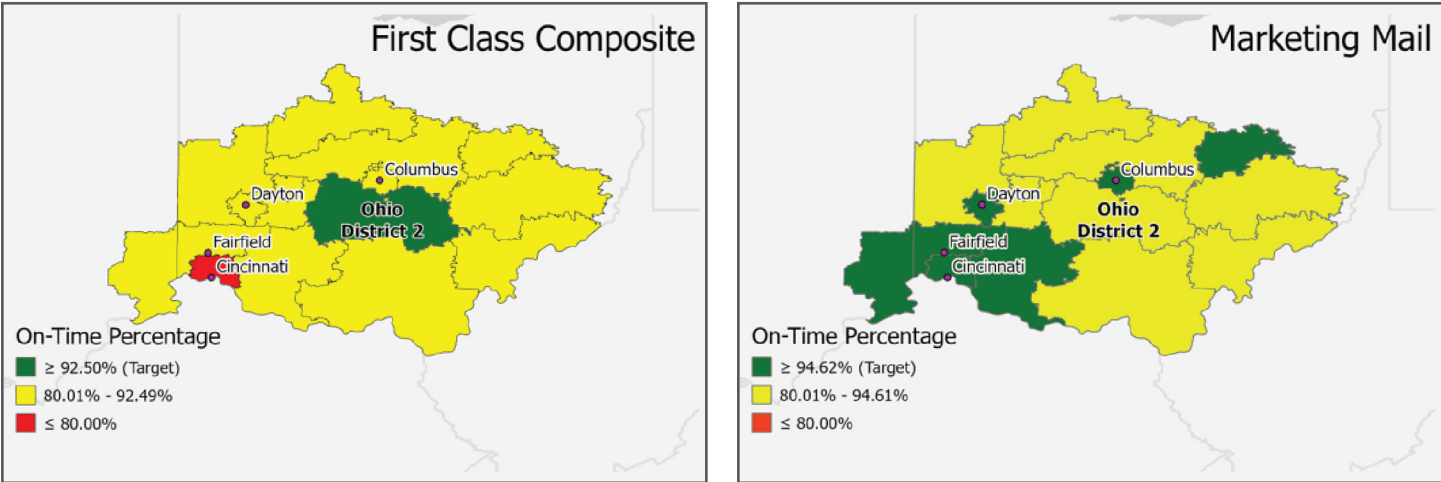 First Class Composite
Columbus
Dayton
Ohio
District 2
Fairfield
Cincinnati
On-Time Percentage
≥ 92.50% (Target)
80.01% - 92.49%
≤ 80.00%
Marketing Mail
Columbus
Dayton
Ohio
District 2
Fairfield
Cincinnati
On-Time Percentage
≥ 94.62% (Target)
80.01% - 94.61%
≤ 80.00%